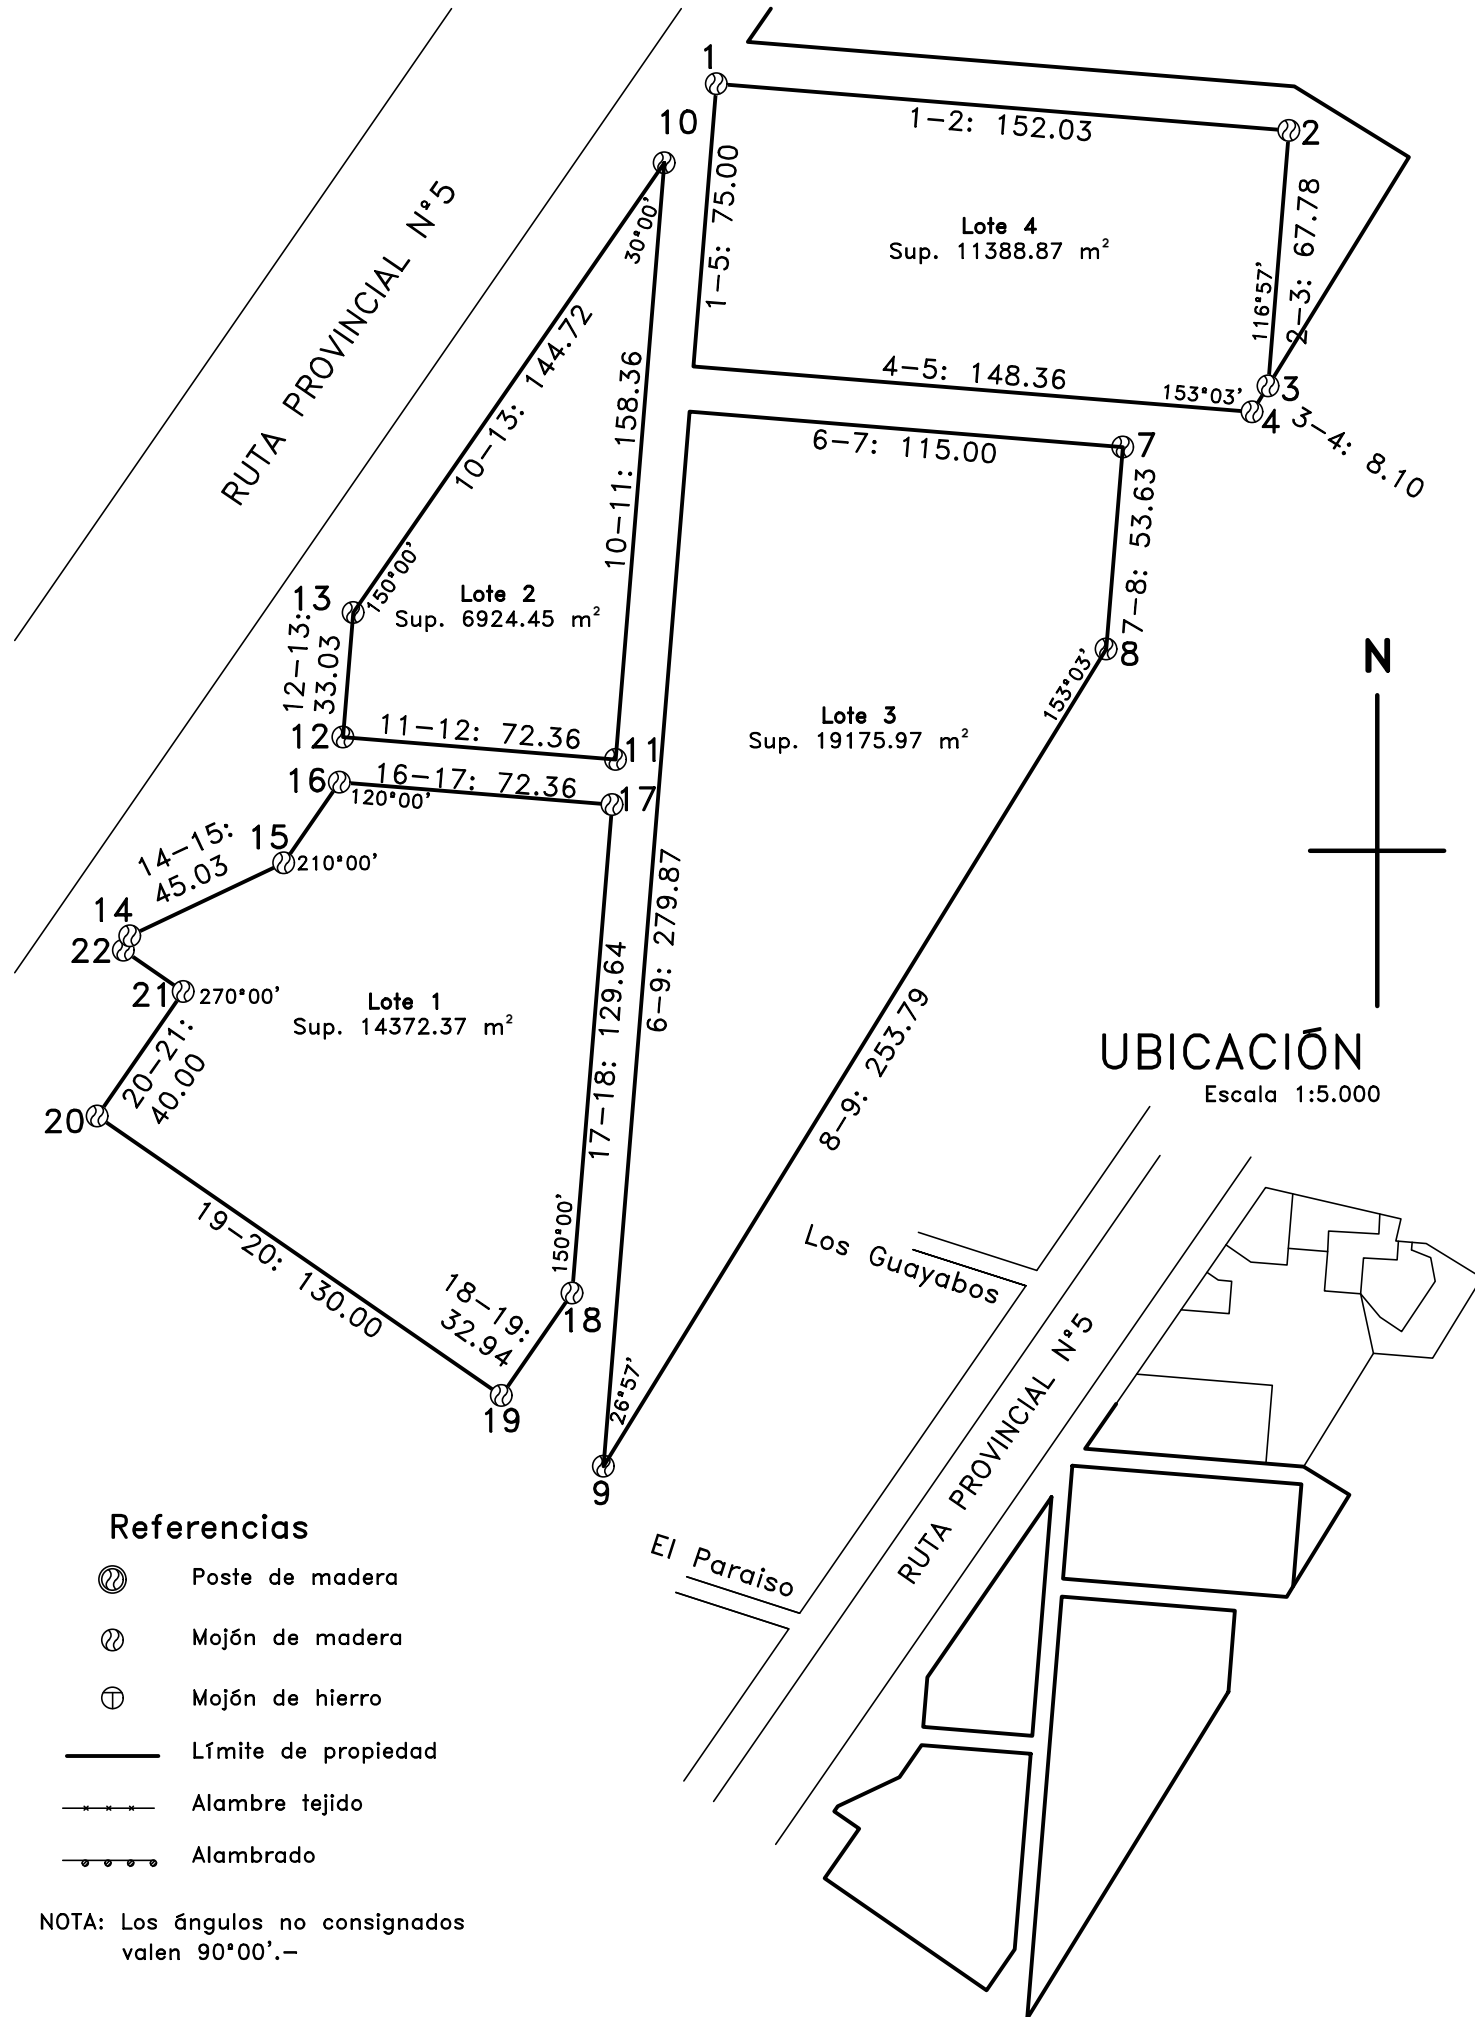 1
10
1-2: 152.03
2
1-5: 75.00
30°00'
Lote 4
Sup. 11388.87 m²
2-3: 67.78
116°57'
RUTA PROVINCIAL N°5
4-5: 148.36
153°03'
3
4
3-4: 8.10
10-13: 144.72
10-11: 158.36
6-7: 115.00
7
7-8: 53.63
8
153°03'
13
150°00'
Lote 2
Sup. 6924.45 m²
12-13:
33.03
12
11-12: 72.36
11
Lote 3
Sup. 19175.97 m²
N
16
16-17: 72.36
120°00'
17
15
210°00'
14-15:
45.03
14
22
21
270°00'
Lote 1
Sup. 14372.37 m²
6-9: 279.87
17-18: 129.64
8-9: 253.79
20-21:
40.00
20
19-20: 130.00
150°00'
18-19:
32.94
18
19
26°57'
9
UBICACIÓN
Escala 1:5.000
Los Guayabos
RUTA PROVINCIAL N°5
El Paraiso
Referencias
Poste de madera
Mojón de madera
Mojón de hierro
Límite de propiedad
Alambre tejido
Alambrado
NOTA: Los ángulos no consignados
valen 90°00'.-